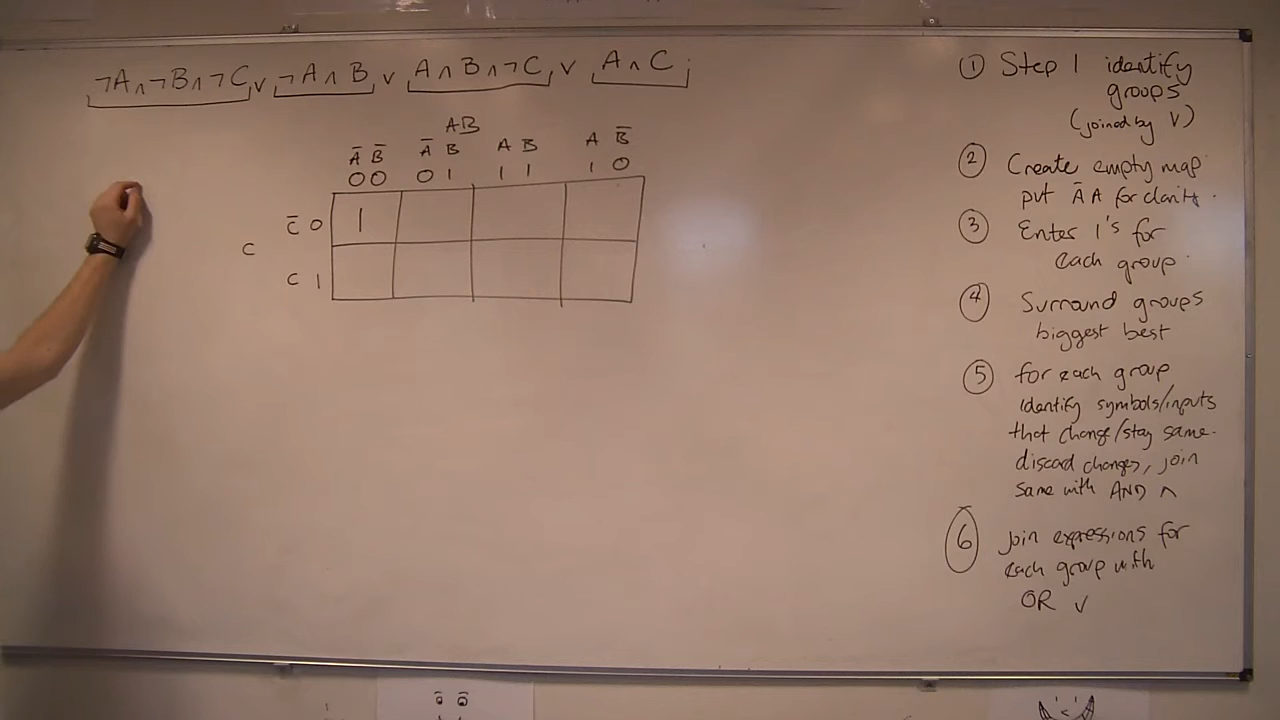 ¬A∧¬B∧¬C∨ ¬A∧B ∨ A∧B∧¬C ∨ A∧C
AB
A̅ B̅ A̅ B A B A B̅
00 01 11 10
C̅ 0 1
C
C 1
① Step 1 identify
groups
(joined by V)
② Create empty map
put A̅ A for clarity.
③ Enter 1's for
each group
④ Surround groups
biggest best
⑤ for each group
identify symbols/inputs
that change/stay same.
discard changes, join
same with AND ∧
⑥ join expressions for
each group with
OR ∨